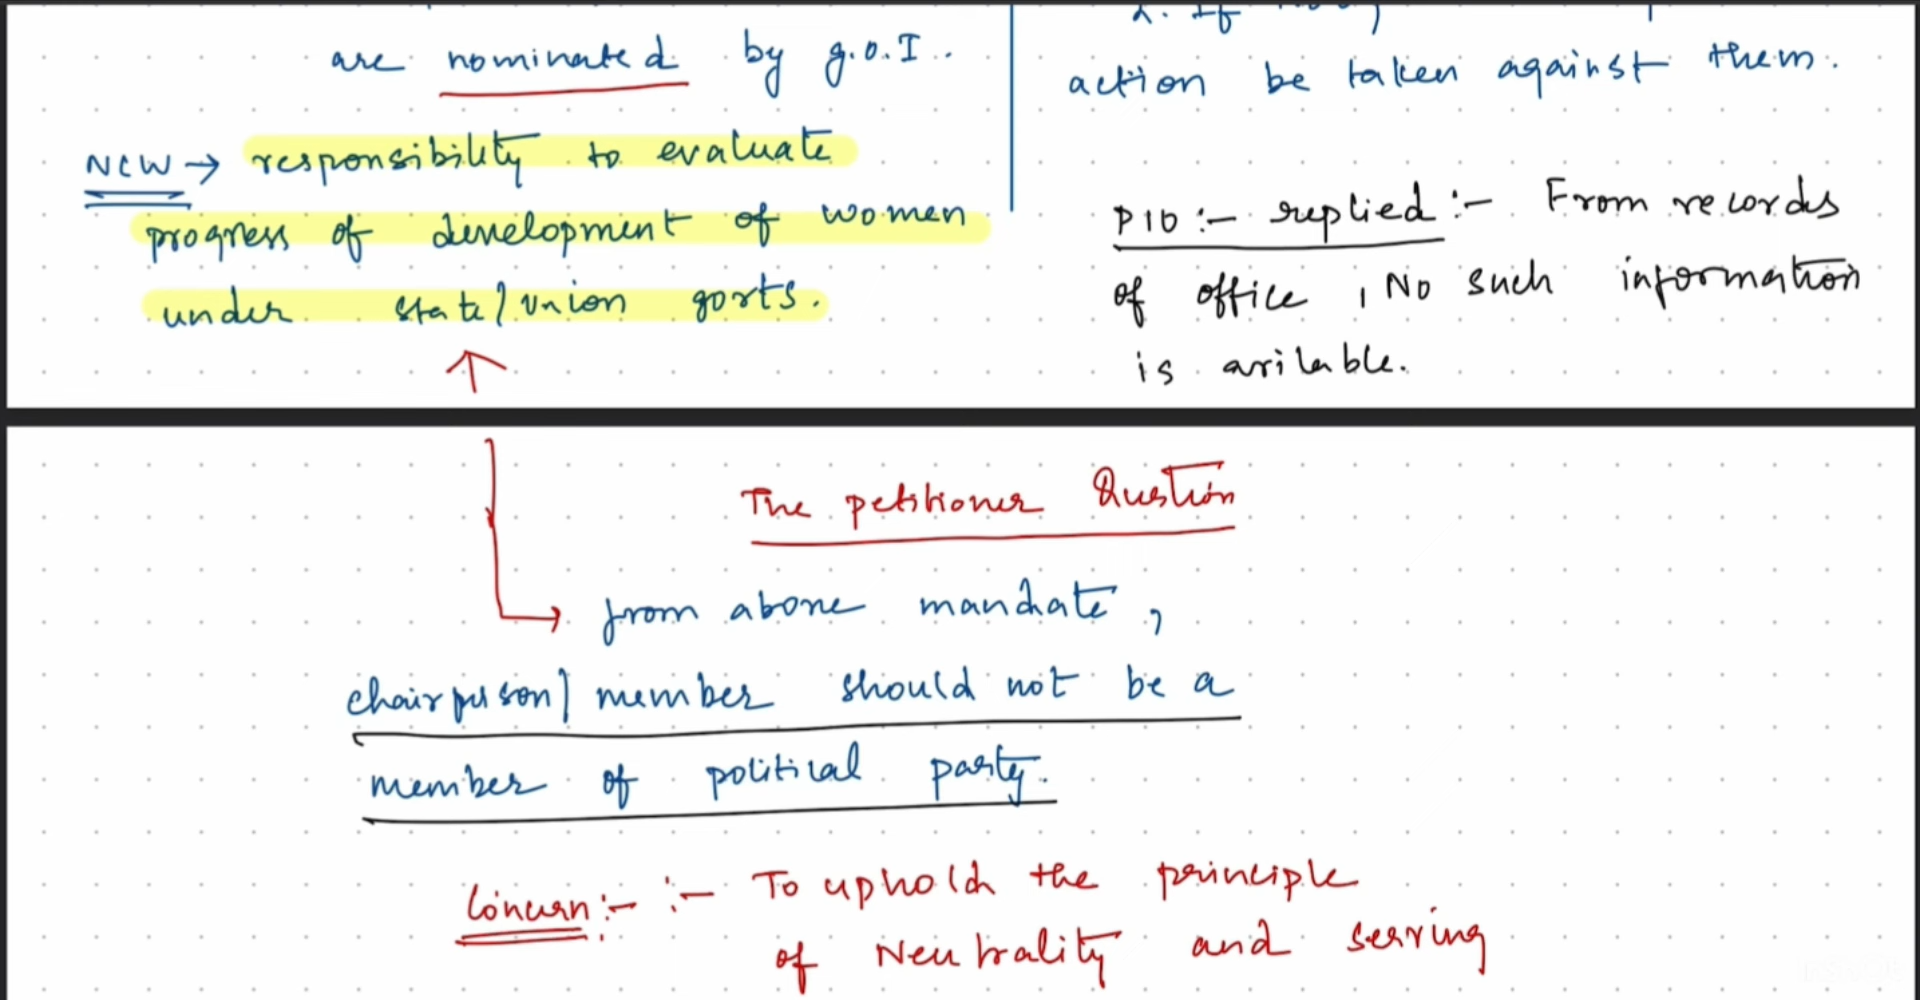 are nominated by g.o.I.
NCW → responsibility to evaluate
progress of development of women
under state/union govts.
action be taken against them.
PIO :- replied :- From records
of office, No such information
is available.
The petitioner Question
from above mandate,
chairperson/member should not be a
member of political party.
Concern :- :- To uphold the principle
of Neutrality and serving